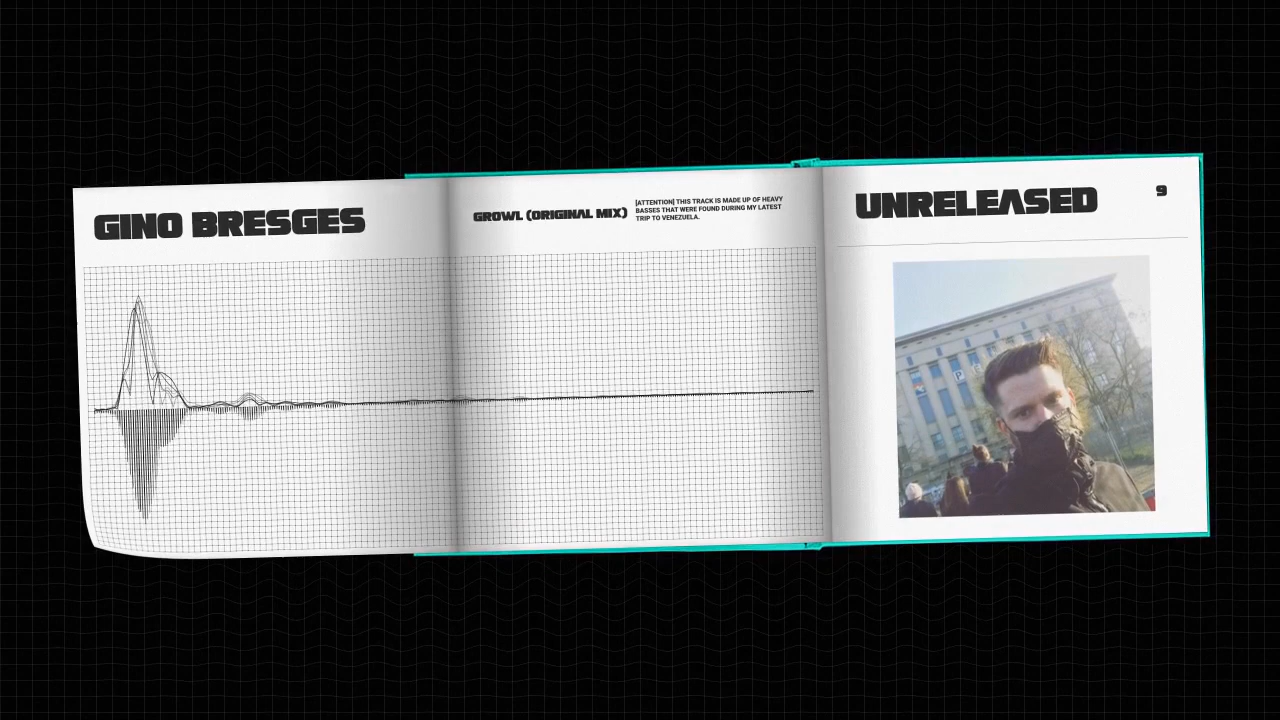 GINO BRESGES
GROWL (ORIGINAL MIX)
[ATTENTION] THIS TRACK IS MADE UP OF HEAVY
BASSES THAT WERE FOUND DURING MY LATEST
TRIP TO VENEZUELA.
UNRELEASED
9
P